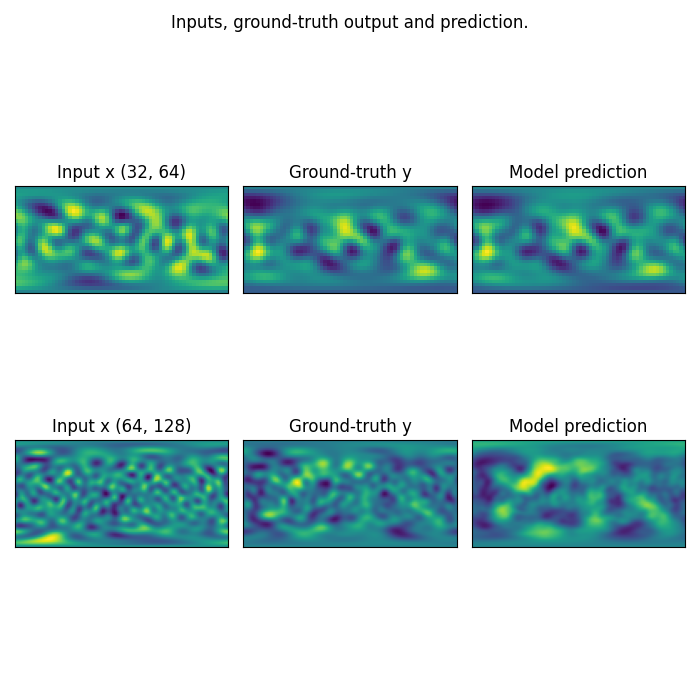 Inputs, ground-truth output and prediction.
Input x (32, 64)
Ground-truth y
Model prediction
Input x (64, 128)
Ground-truth y
Model prediction